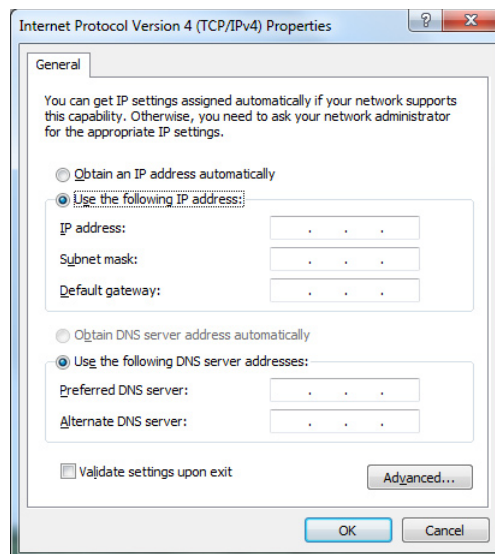 Internet Protocol Version 4 (TCP/IPv4) Properties
General
You can get IP settings assigned automatically if your network supports
this capability. Otherwise, you need to ask your network administrator
for the appropriate IP settings.
Obtain an IP address automatically
Use the following IP address:
IP address:
Subnet mask:
Default gateway:
Obtain DNS server address automatically
Use the following DNS server addresses:
Preferred DNS server:
Alternate DNS server:
Validate settings upon exit
Advanced...
OK
Cancel